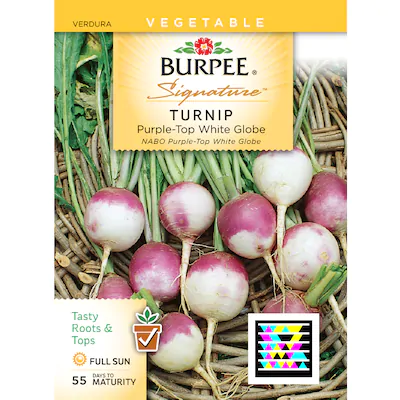 VERDURA
VEGETABLE
BURPEE®
Signature™
TURNIP
Purple-Top White Globe
NABO Purple-Top White Globe
Tasty
Roots &
Tops
FULL SUN
55 DAYS TO MATURITY